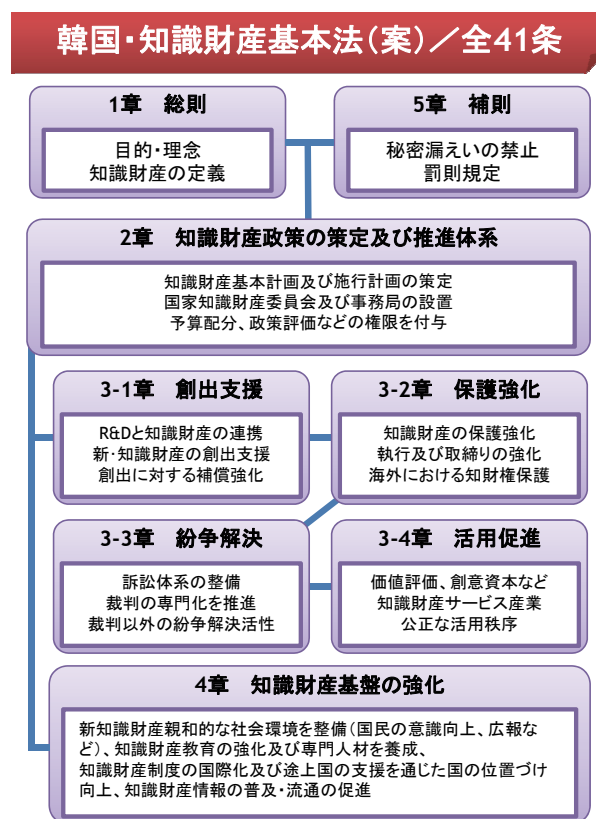 韓国・知識財産基本法(案)／全41条
1章　総則
目的・理念
知識財産の定義
5章　補則
秘密漏えいの禁止
罰則規定
2章　知識財産政策の策定及び推進体系
知識財産基本計画及び施行計画の策定
国家知識財産委員会及び事務局の設置
予算配分、政策評価などの権限を付与
3-1章　創出支援
R&Dと知識財産の連携
新・知識財産の創出支援
創出に対する補償強化
3-2章　保護強化
知識財産の保護強化
執行及び取締りの強化
海外における知財権保護
3-3章　紛争解決
訴訟体系の整備
裁判の専門化を推進
裁判以外の紛争解決活性
3-4章　活用促進
価値評価、創意資本など
知識財産サービス産業
公正な活用秩序
4章　知識財産基盤の強化
新知識財産親和的な社会環境を整備(国民の意識向上、広報な
ど)、知識財産教育の強化及び専門人材を養成、
知識財産制度の国際化及び途上国の支援を通じた国の位置づけ
向上、知識財産情報の普及・流通の促進